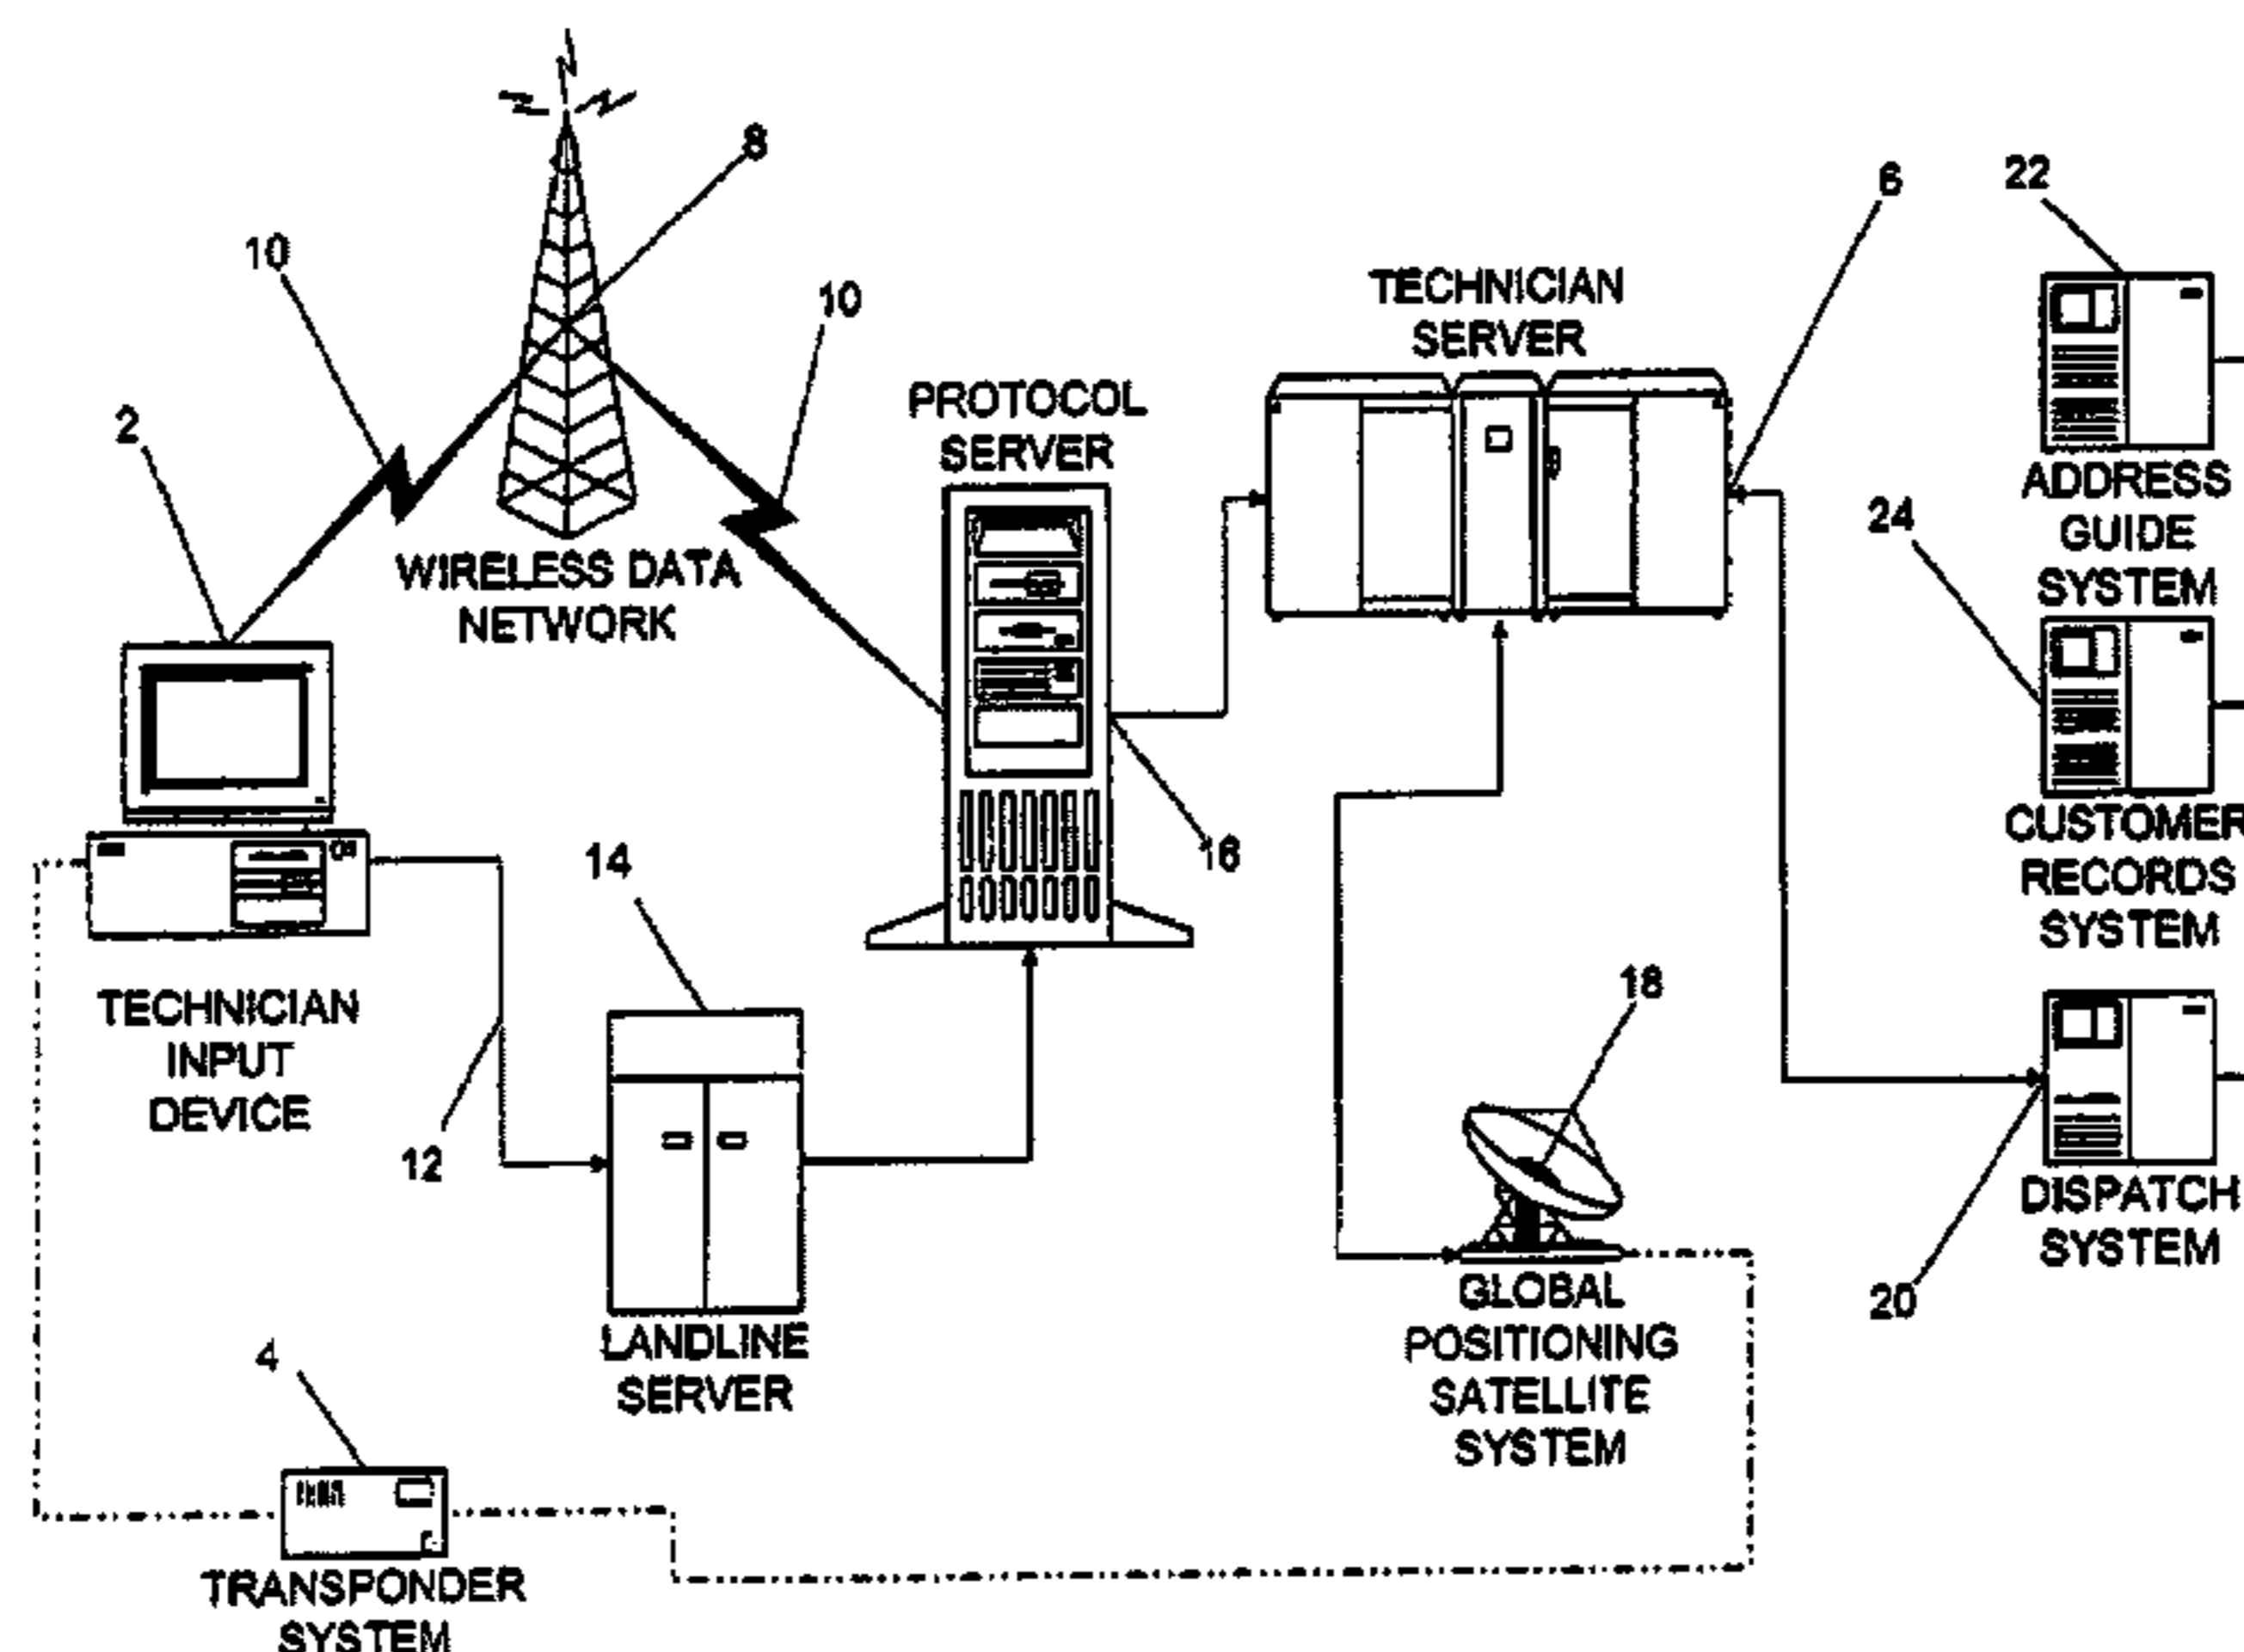 8
10
10
2
WIRELESS DATA
NETWORK
PROTOCOL
SERVER
TECHNICIAN
SERVER
6
22
ADDRESS
GUIDE
SYSTEM
24
CUSTOMER
RECORDS
SYSTEM
16
14
TECHNICIAN
INPUT
DEVICE
12
LANDLINE
SERVER
18
GLOBAL
POSITIONING
SATELLITE
SYSTEM
DISPATCH
SYSTEM
20
4
TRANSPONDER
SYSTEM